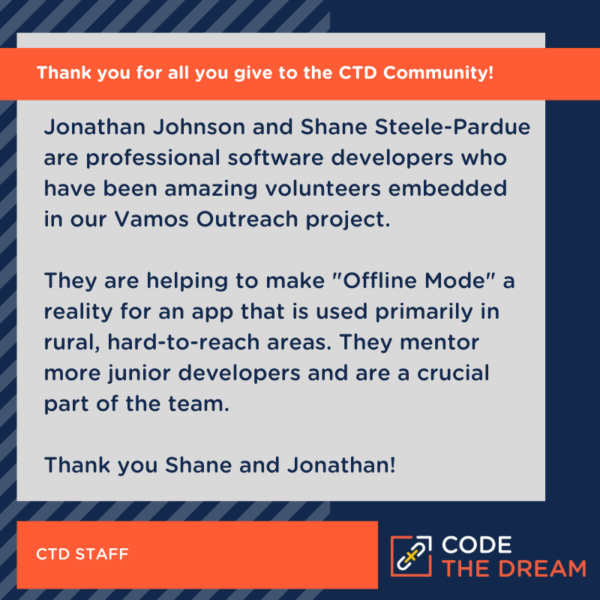 Thank you for all you give to the CTD Community!
Jonathan Johnson and Shane Steele-Pardue
are professional software developers who
have been amazing volunteers embedded
in our Vamos Outreach project.
They are helping to make "Offline Mode" a
reality for an app that is used primarily in
rural, hard-to-reach areas. They mentor
more junior developers and are a crucial
part of the team.
Thank you Shane and Jonathan!
CTD STAFF
CODE
THE DREAM